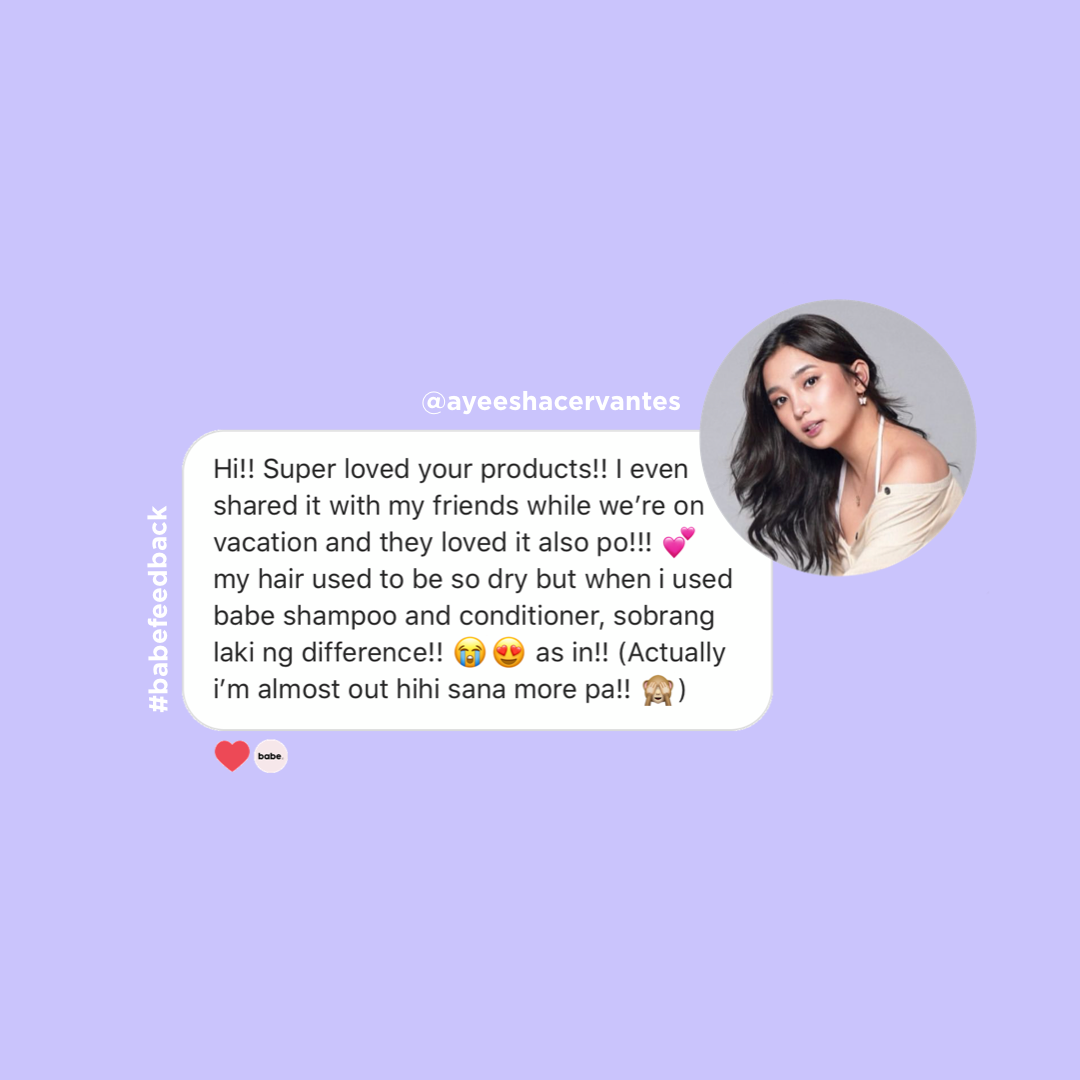 @ayeeshacervantes
Hi!! Super loved your products!! I even
shared it with my friends while we’re on
vacation and they loved it also po!!! 💕
my hair used to be so dry but when i used
babe shampoo and conditioner, sobrang
laki ng difference!! 😭😍 as in!! (Actually
i’m almost out hihi sana more pa!! 🙈)
#babefeedback
babe.